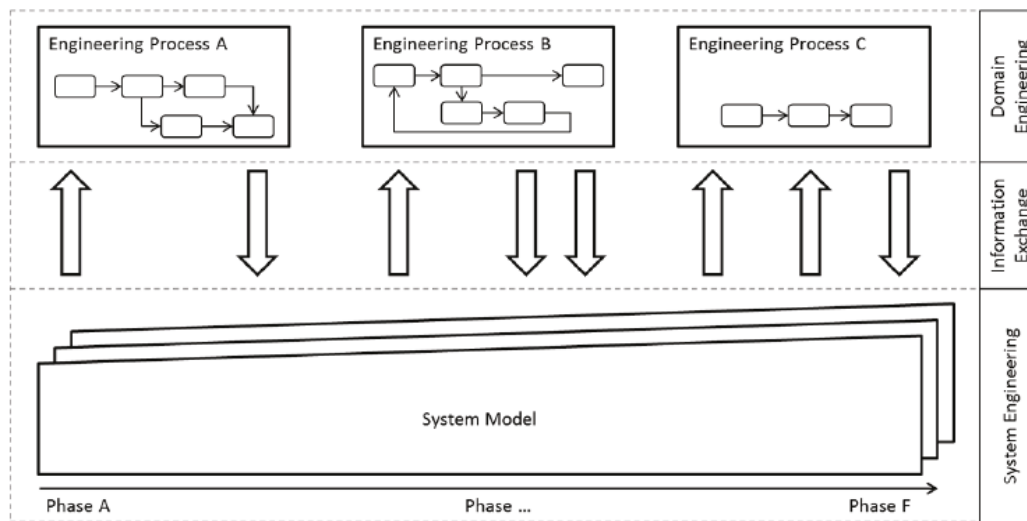 Engineering Process A
Engineering Process B
Engineering Process C
Domain
Engineering
Information
Exchange
System Model
System Engineering
Phase A
Phase ...
Phase F